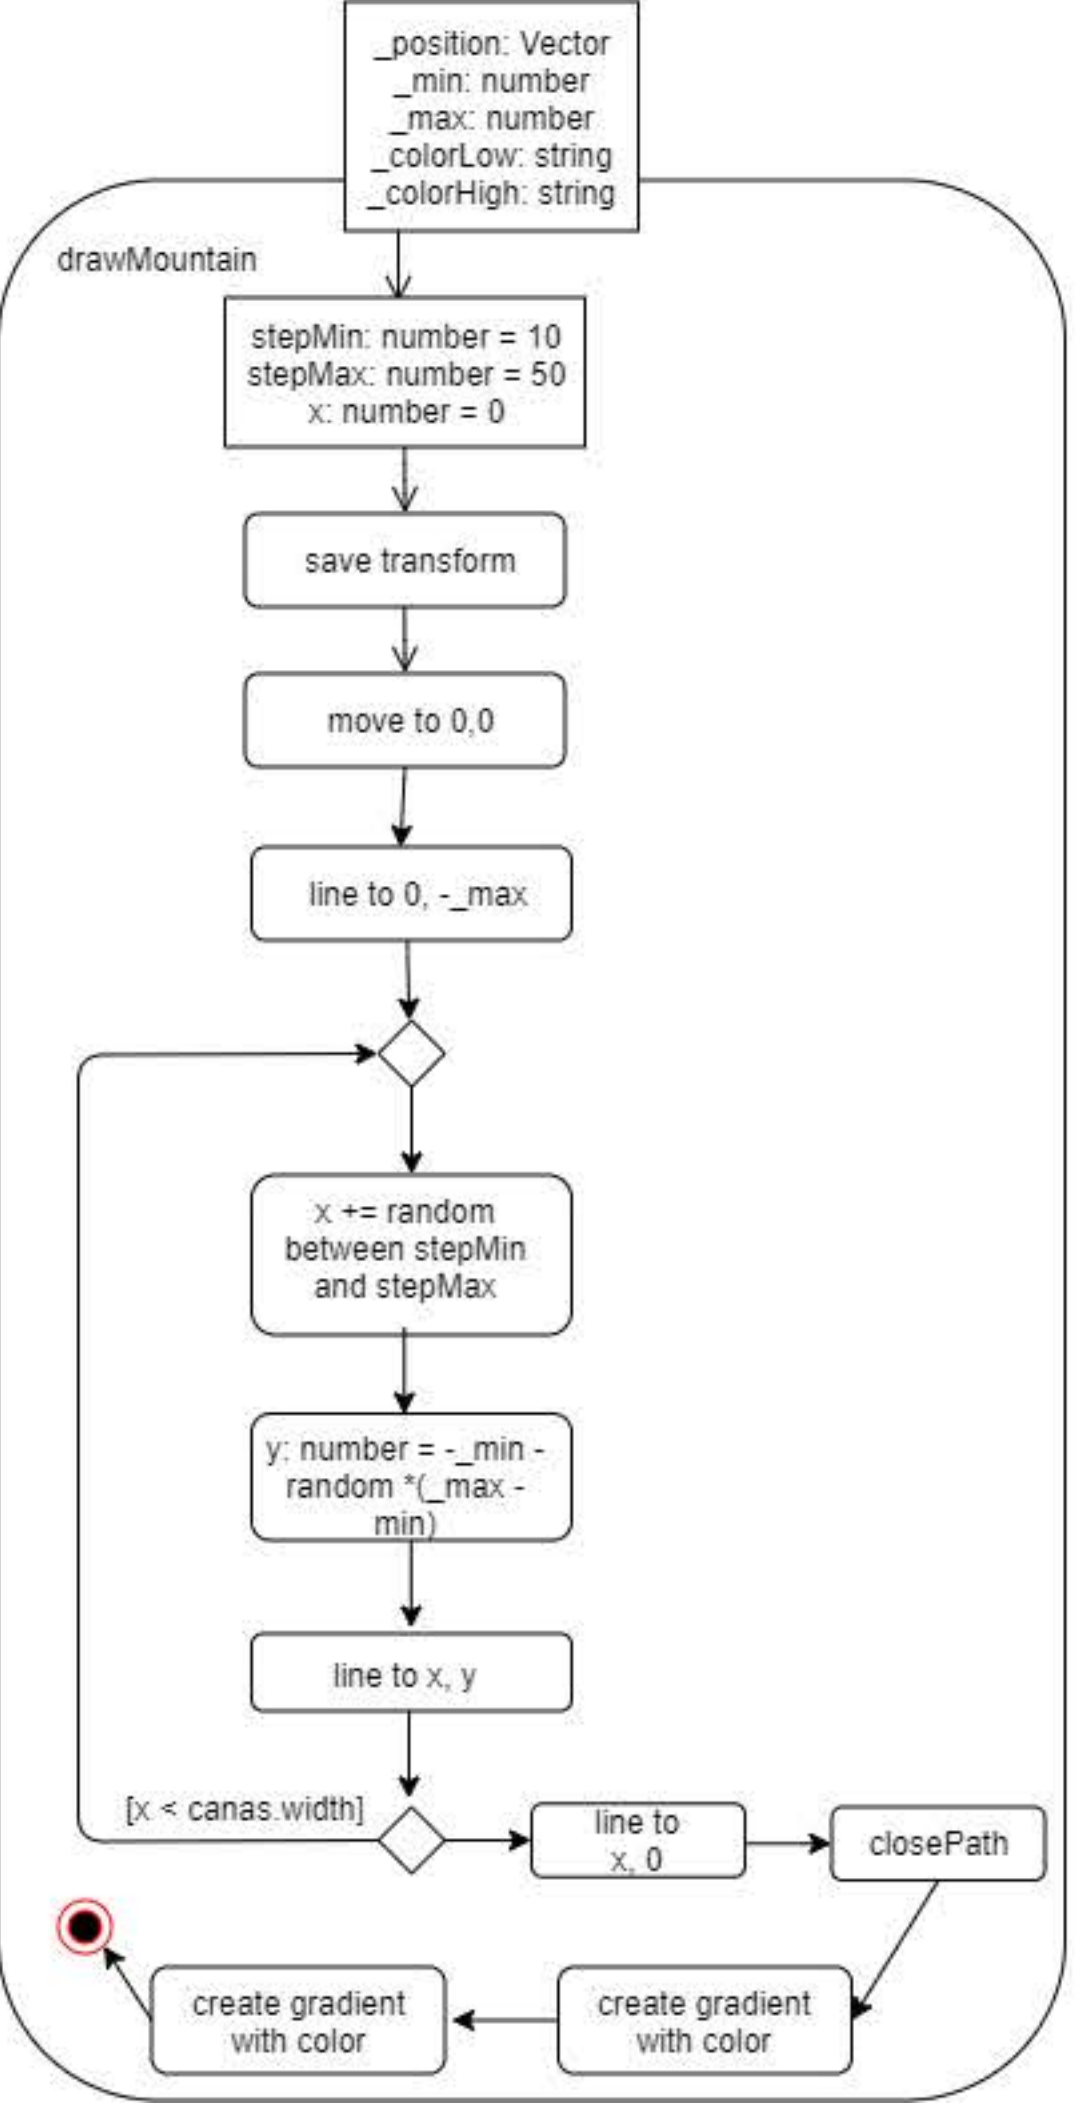 _position: Vector
_min: number
_max: number
_colorLow: string
_colorHigh: string
drawMountain
stepMin: number = 10
stepMax: number = 50
x: number = 0
save transform
move to 0,0
line to 0, -_max
x += random
between stepMin
and stepMax
y: number = -_min -
random *(_max -
min)
line to x, y
[x < canas.width]
line to
x, 0
closePath
create gradient
with color
create gradient
with color